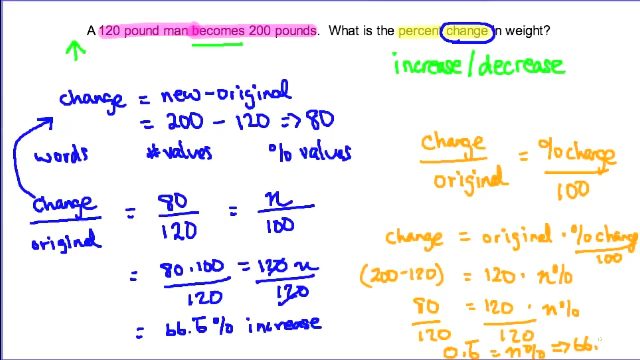 A 120 pound man becomes 200 pounds. What is the percent change in weight?
increase/decrease
change = new-original
= 200 - 120 => 80
words #values % values
change/original = 80/120 = n/100
= 80·100/120 = 120n/120
= 66.6̅% increase
change/original = %change/100
change = original · %change/100
(200-120) = 120 · n%
80/120 = 120 · n%/120
0.6̅ = n% => 66.